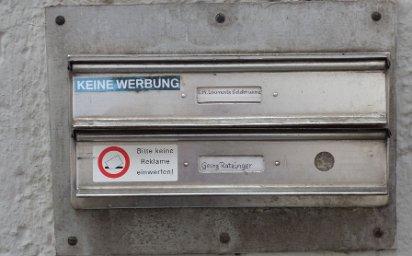 KEINE WERBUNG
Bitte keine
Reklame
einwerfen!
Georg Ratzinger